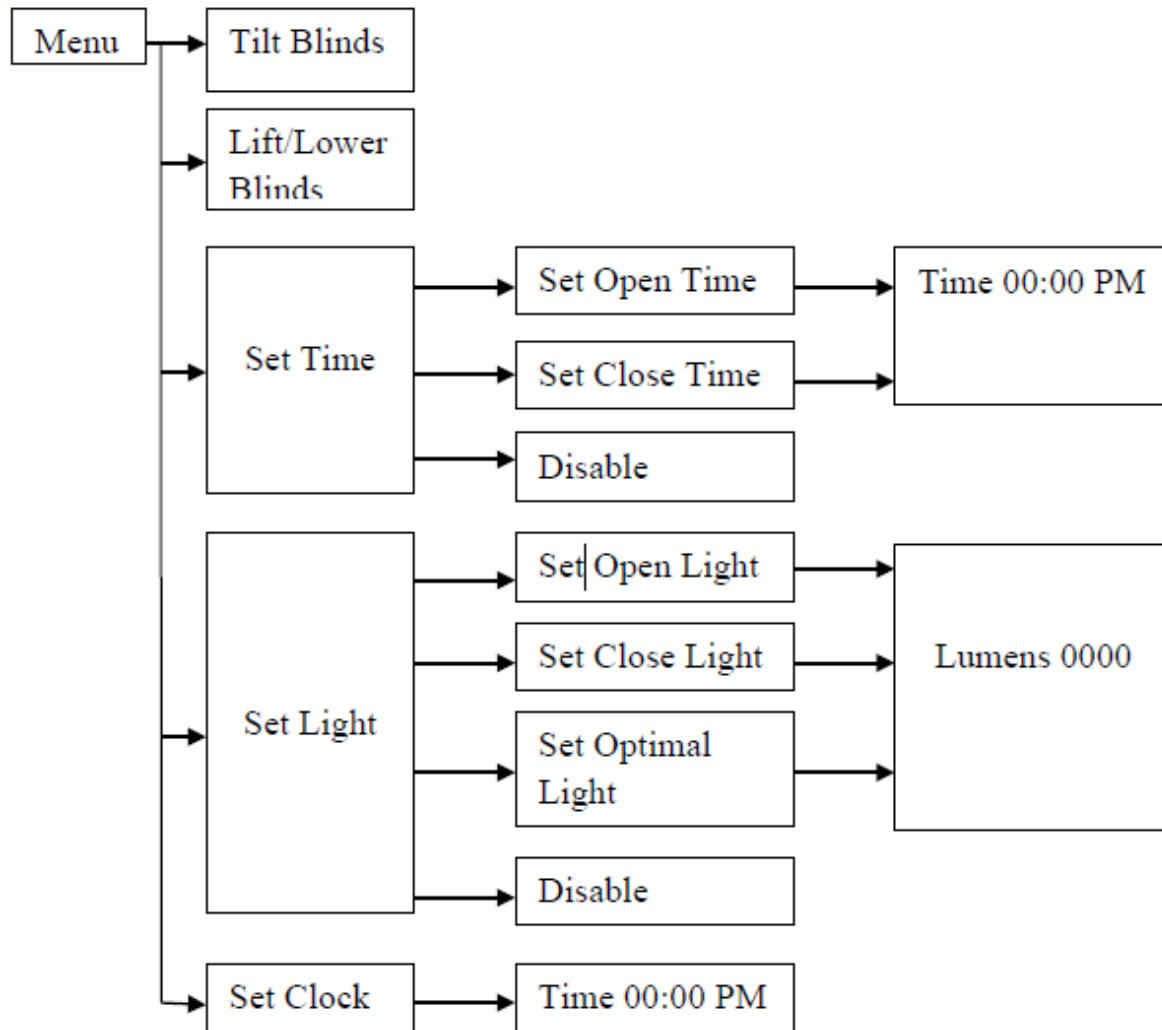 Menu
Tilt Blinds
Lift/Lower
Blinds
Set Time
Set Open Time
Time 00:00 PM
Set Close Time
Disable
Set Light
Set Open Light
Set Close Light
Lumens 0000
Set Optimal
Light
Disable
Set Clock
Time 00:00 PM